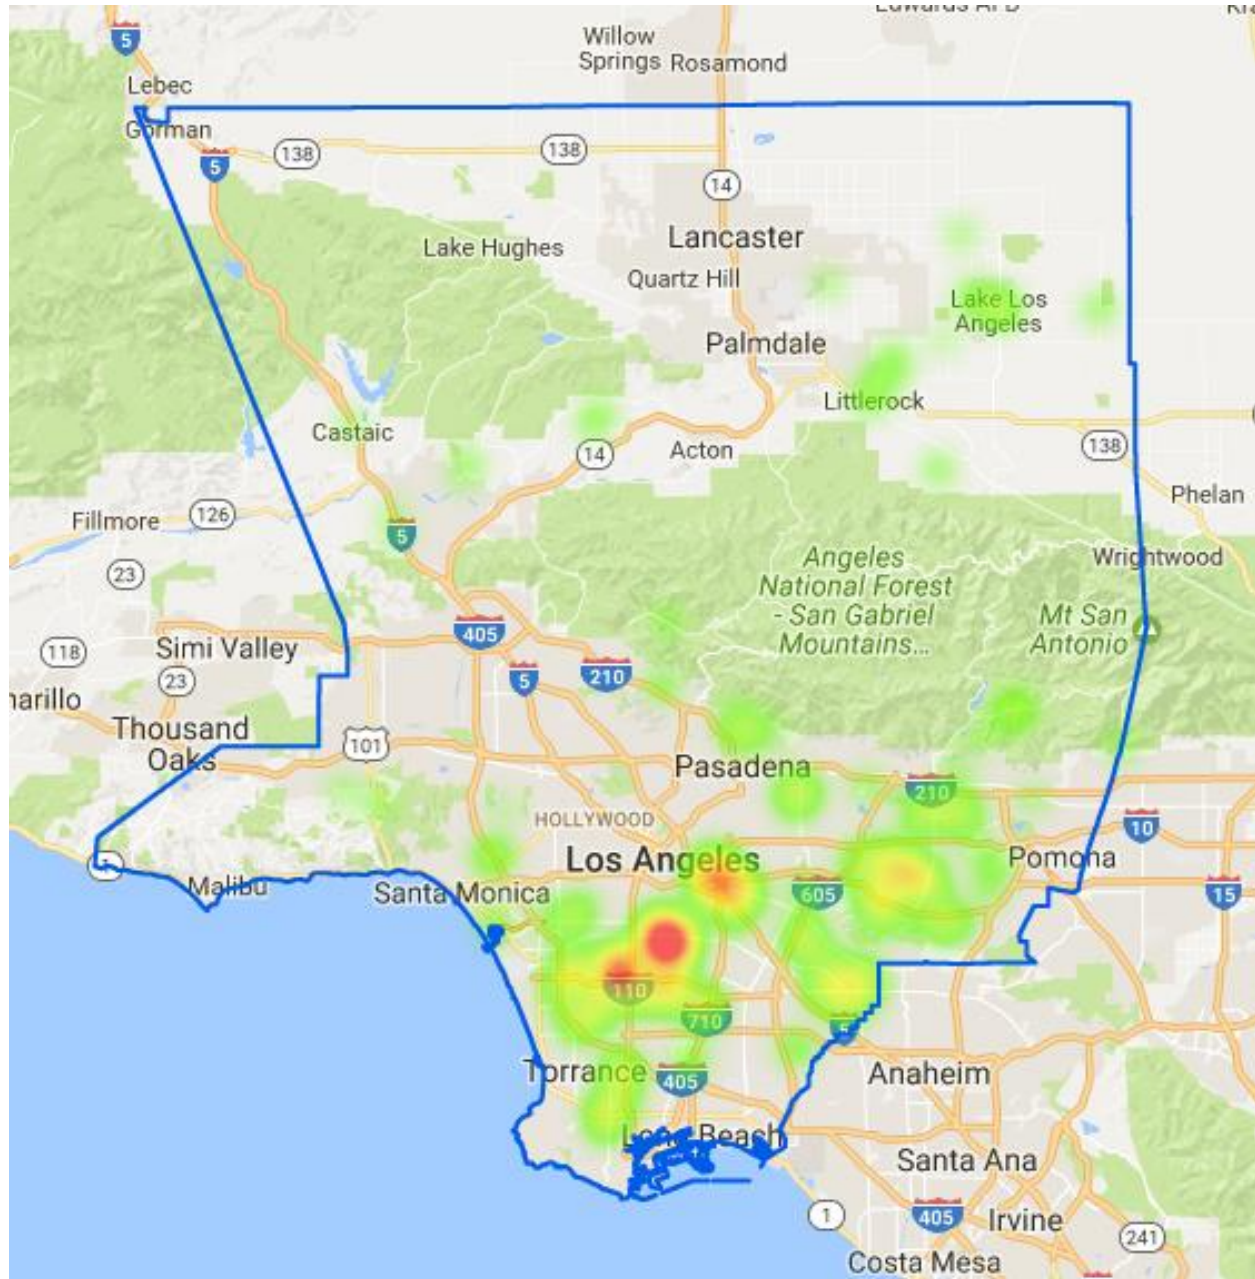 5
Willow
Springs
Rosamond
Lebec
Gorman
5
138
138
14
Lancaster
Lake Hughes
Quartz Hill
Lake Los
Angeles
Palmdale
Littlerock
Castaic
14
Acton
138
Phelan
Fillmore
126
5
Angeles
National Forest
- San Gabriel
Mountains...
Wrightwood
23
Mt San
Antonio
405
118
Simi Valley
5
210
23
narillo
Thousand
Oaks
101
Pasadena
210
HOLLYWOOD
10
Los Angeles
Pomona
1
Malibu
Santa Monica
605
15
110
710
5
Torrance
405
Anaheim
Long Beach
Santa Ana
1
405
Irvine
241
Costa Mesa